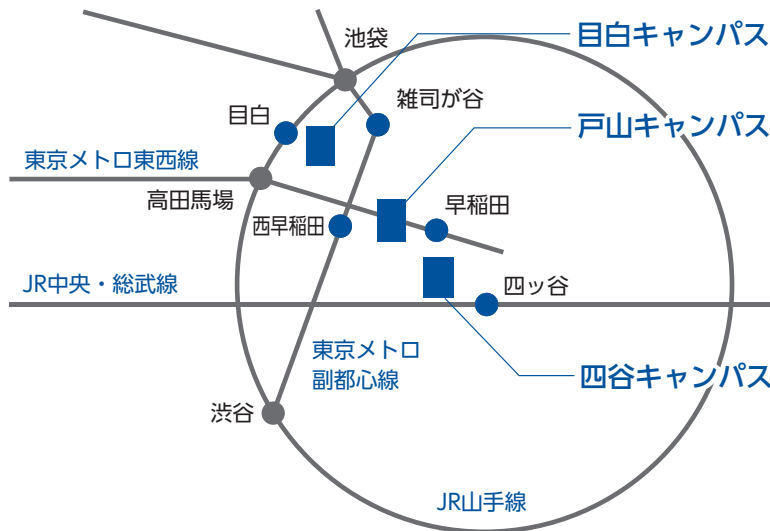 池袋
目白キャンパス
目白
雑司が谷
戸山キャンパス
東京メトロ東西線
高田馬場
早稲田
西早稲田
JR中央・総武線
四ッ谷
東京メトロ
副都心線
四谷キャンパス
渋谷
JR山手線